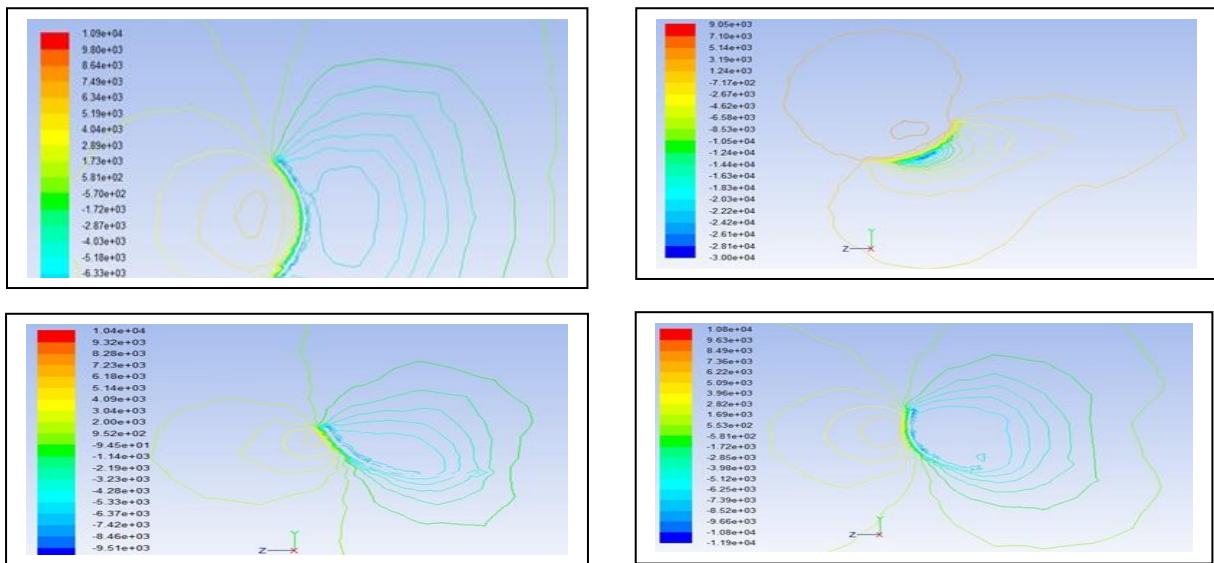 1.09e+04
9.80e+03
8.64e+03
7.49e+03
6.34e+03
5.19e+03
4.04e+03
2.89e+03
1.73e+03
5.81e+02
-5.70e+02
-1.72e+03
-2.87e+03
-4.03e+03
-5.18e+03
-6.33e+03
9.05e+03
7.10e+03
5.14e+03
3.19e+03
1.24e+03
-7.17e+02
-2.67e+03
-4.62e+03
-6.58e+03
-8.53e+03
-1.05e+04
-1.24e+04
-1.44e+04
-1.63e+04
-1.83e+04
-2.03e+04
-2.22e+04
-2.42e+04
-2.61e+04
-2.81e+04
-3.00e+04
Y
Z
X
1.04e+04
9.32e+03
8.28e+03
7.23e+03
6.18e+03
5.14e+03
4.09e+03
3.04e+03
2.00e+03
9.52e+02
-9.45e+01
-1.14e+03
-2.19e+03
-3.23e+03
-4.28e+03
-5.33e+03
-6.37e+03
-7.42e+03
-8.46e+03
-9.51e+03
Y
Z
X
1.08e+04
9.63e+03
8.49e+03
7.36e+03
6.22e+03
5.09e+03
3.96e+03
2.82e+03
1.69e+03
5.53e+02
-5.81e+02
-1.72e+03
-2.85e+03
-3.98e+03
-5.12e+03
-6.25e+03
-7.39e+03
-8.52e+03
-9.66e+03
-1.08e+04
-1.19e+04
Y
Z
X